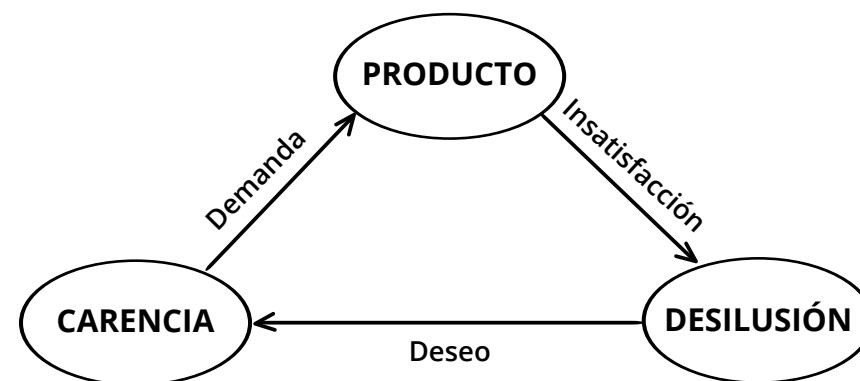 PRODUCTO
Insatisfacción
Demanda
CARENCIA
DESILUSIÓN
Deseo